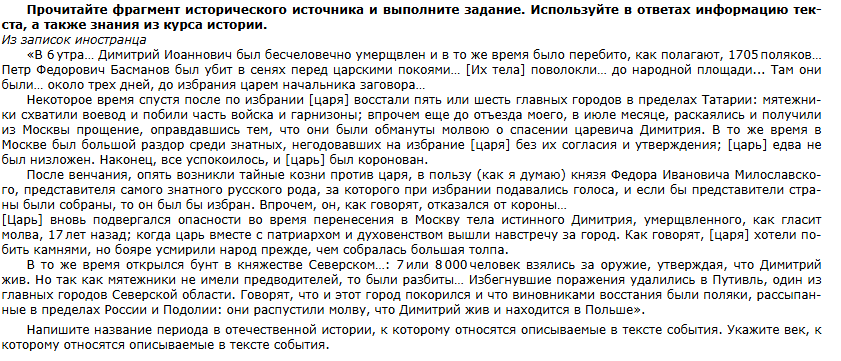 Прочитайте фрагмент исторического источника и выполните задание. Используйте в ответах информацию тек-
ста, а также знания из курса истории.
Из записок иностранца
«В 6 утра… Димитрий Иоаннович был бесчеловечно умерщвлен и в то же время было перебито, как полагают, 1705 поляков…
Петр Федорович Басманов был убит в сенях перед царскими покоями… [Их тела] поволокли… до народной площади... Там они
были… около трех дней, до избрания царем начальника заговора…
Некоторое время спустя после по избрании [царя] восстали пять или шесть главных городов в пределах Татарии: мятежни-
ки схватили воевод и побили часть войска и гарнизоны; впрочем еще до отъезда моего, в июле месяце, раскаялись и получили
из Москвы прощение, оправдавшись тем, что они были обмануты молвою о спасении царевича Димитрия. В то же время в
Москве был большой раздор среди знатных, негодовавших на избрание [царя] без их согласия и утверждения; [царь] едва не
был низложен. Наконец, все успокоилось, и [царь] был коронован.
После венчания, опять возникли тайные козни против царя, в пользу (как я думаю) князя Федора Ивановича Милославско-
го, представителя самого знатного русского рода, за которого при избрании подавались голоса, и если бы представители стра-
ны были собраны, то он был бы избран. Впрочем, он, как говорят, отказался от короны…
[Царь] вновь подвергался опасности во время перенесения в Москву тела истинного Димитрия, умерщвленного, как гласит
молва, 17 лет назад; когда царь вместе с патриархом и духовенством вышли навстречу за город. Как говорят, [царя] хотели по-
бить камнями, но бояре усмирили народ прежде, чем собралась большая толпа.
В то же время открылся бунт в княжестве Северском…: 7 или 8 000 человек взялись за оружие, утверждая, что Димитрий
жив. Но так как мятежники не имели предводителей, то были разбиты… Избегнувшие поражения удалились в Путивль, один из
главных городов Северской области. Говорят, что и этот город покорился и что виновниками восстания были поляки, рассыпан-
ные в пределах России и Подолии: они распустили молву, что Димитрий жив и находится в Польше».
Напишите название периода в отечественной истории, к которому относятся описываемые в тексте события. Укажите век, к
которому относятся описываемые в тексте события.